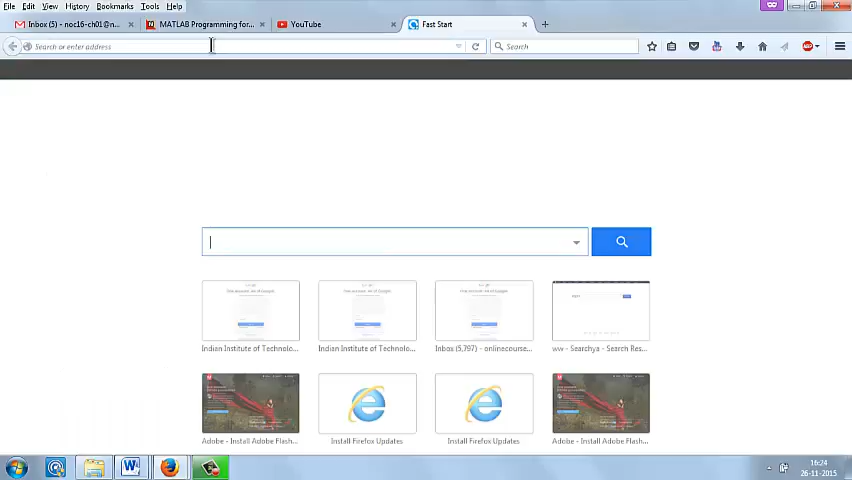 File Edit View History Bookmarks Tools Help
Inbox (5) - noc16-ch01@n... MATLAB Programming for... YouTube Fast Start
Search or enter address Search
Indian Institute of Technolo... Indian Institute of Technolo... Inbox (5,797) - onlinecourse... ww - Searchya - Search Res...
Adobe - Install Adobe Flash... Install Firefox Updates Install Firefox Updates Adobe - Install Adobe Flash...
16:24
26-11-2015